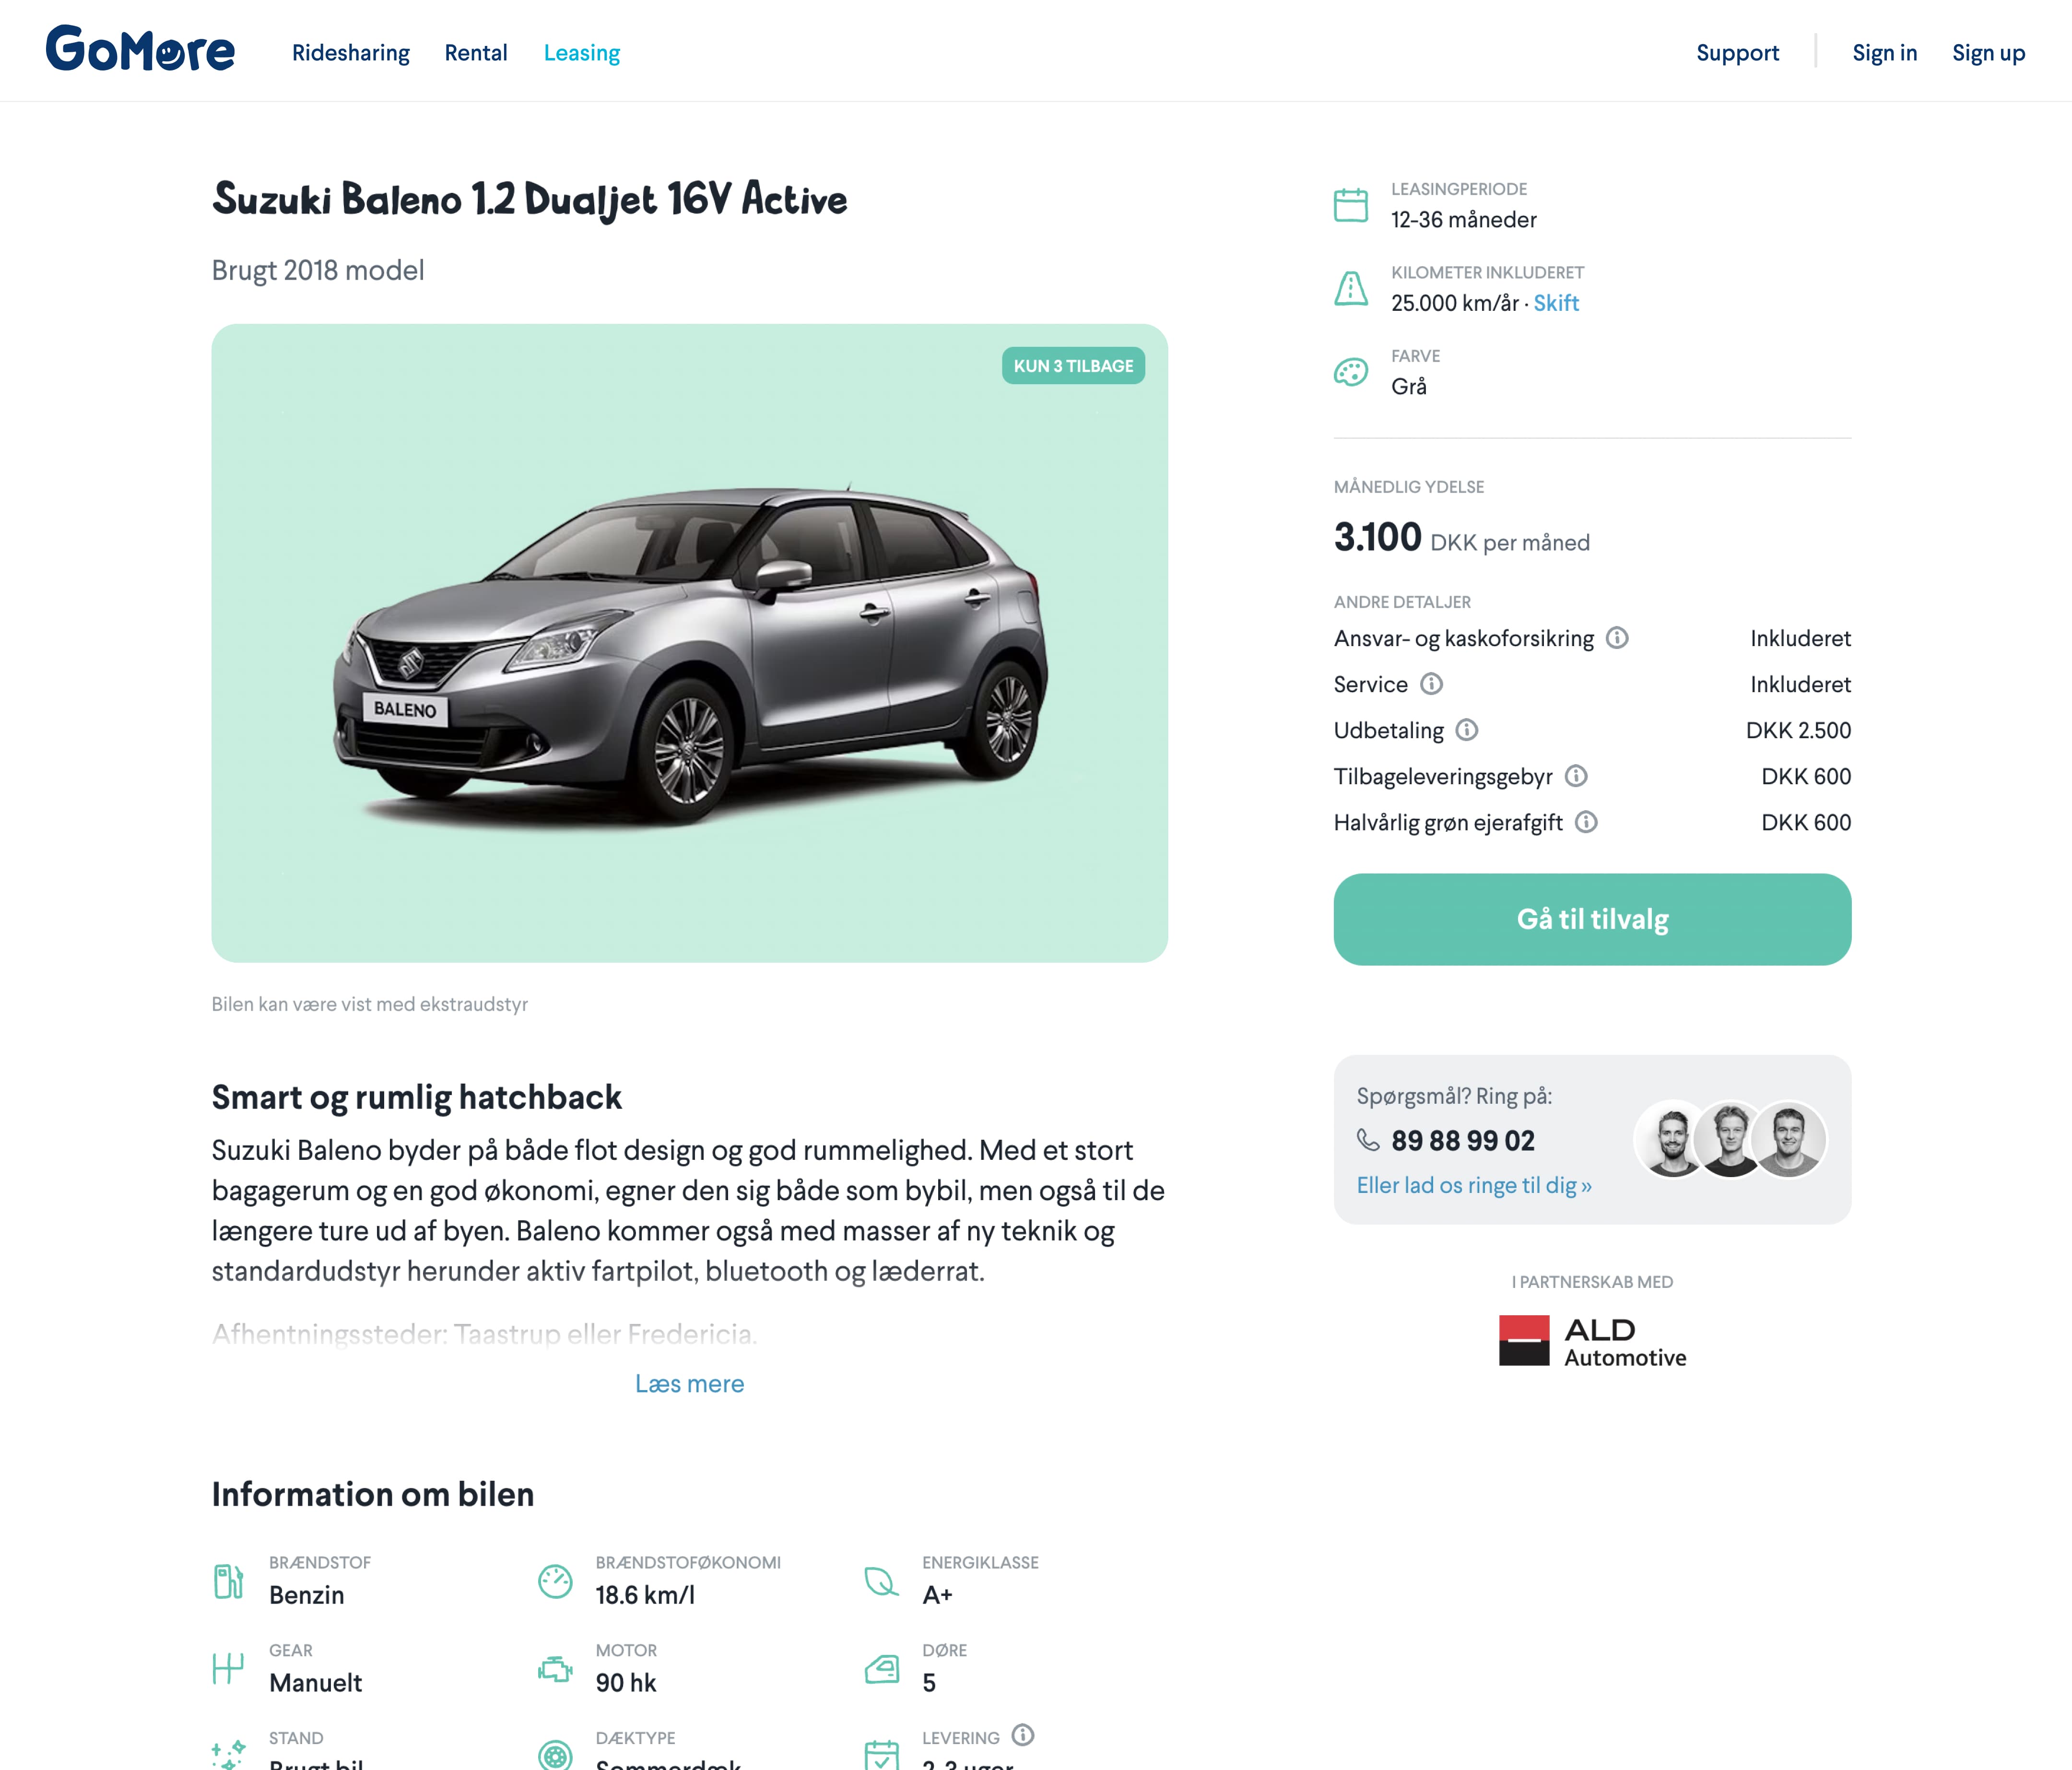 GoMore
Ridesharing
Rental
Leasing
Support
Sign in
Sign up
Suzuki Baleno 1.2 Dualjet 16V Active
Brugt 2018 model
KUN 3 TILBAGE
BALENO
Bilen kan være vist med ekstraudstyr
Smart og rumlig hatchback
Suzuki Baleno byder på både flot design og god rummelighed. Med et stort
bagagerum og en god økonomi, egner den sig både som bybil, men også til de
længere ture ud af byen. Baleno kommer også med masser af ny teknik og
standardudstyr herunder aktiv fartpilot, bluetooth og læderrat.
Afhentningssteder: Taastrup eller Fredericia.
Læs mere
Information om bilen
BRÆNDSTOF
Benzin
BRÆNDSTOFØKONOMI
18.6 km/l
ENERGIKLASSE
A+
GEAR
Manuelt
MOTOR
90 hk
DØRE
5
STAND
Brugt bil
DÆKTYPE
Sommerdæk
LEVERING
2-3 uger
LEASINGPERIODE
12-36 måneder
KILOMETER INKLUDERET
25.000 km/år · Skift
FARVE
Grå
MÅNEDLIG YDELSE
3.100 DKK per måned
ANDRE DETALJER
Ansvar- og kaskoforsikring Inkluderet
Service Inkluderet
Udbetaling DKK 2.500
Tilbageleveringsgebyr DKK 600
Halvårlig grøn ejerafgift DKK 600
Gå til tilvalg
Spørgsmål? Ring på:
89 88 99 02
Eller lad os ringe til dig »
I PARTNERSKAB MED
ALD
Automotive